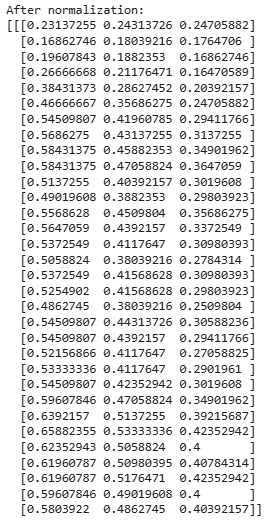 After normalization:
[[[0.23137255 0.24313726 0.24705882]
[0.16862746 0.18039216 0.1764706 ]
[0.19607843 0.1882353  0.16862746]
[0.26666668 0.21176471 0.16470589]
[0.38431373 0.28627452 0.20392157]
[0.46666667 0.35686275 0.24705882]
[0.54509807 0.41960785 0.29411766]
[0.5686275  0.43137255 0.3137255 ]
[0.58431375 0.45882353 0.34901962]
[0.58431375 0.47058824 0.3647059 ]
[0.5137255  0.40392157 0.3019608 ]
[0.49019608 0.3882353  0.29803923]
[0.5568628  0.4509804  0.35686275]
[0.5647059  0.4392157  0.3372549 ]
[0.5372549  0.4117647  0.30980393]
[0.5058824  0.38039216 0.2784314 ]
[0.5372549  0.41568628 0.30980393]
[0.5254902  0.41568628 0.29803923]
[0.4862745  0.38039216 0.2509804 ]
[0.54509807 0.44313726 0.30588236]
[0.54509807 0.4392157  0.29411766]
[0.52156866 0.4117647  0.27058825]
[0.53333336 0.4117647  0.2901961 ]
[0.54509807 0.42352942 0.3019608 ]
[0.59607846 0.47058824 0.34901962]
[0.6392157  0.5137255  0.39215687]
[0.65882355 0.53333336 0.42352942]
[0.62352943 0.5058824  0.4       ]
[0.61960787 0.50980395 0.40784314]
[0.61960787 0.5176471  0.42352942]
[0.59607846 0.49019608 0.4       ]
[0.5803922  0.4862745  0.40392157]]